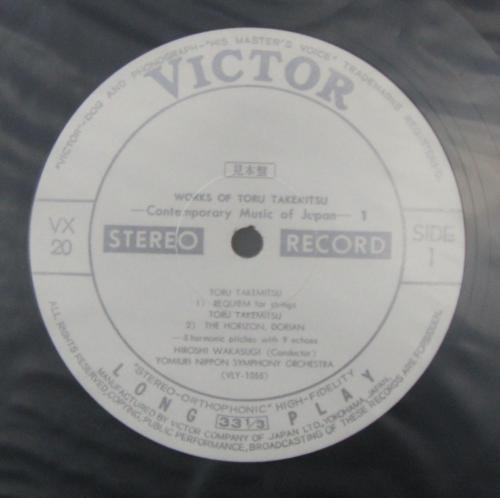 "VICTOR"-DOG AND PHONOGRAPH-"HIS MASTER'S VOICE" TRADEMARKS REGISTERED
VICTOR
見本盤
WORKS OF TORU TAKEMITSU
—Contemporary Music of Japan— 1
VX
20
STEREO RECORD
SIDE
1
TORU TAKEMITSU
1) REQUIEM for strings
TORU TAKEMITSU
2) THE HORIZON, DORIAN
—8 harmonic pitches with 9 echoes
HIROSHI WAKASUGI (Conductor)
YOMIURI NIPPON SYMPHONY ORCHESTRA
(VLY-1055)
"STEREO-ORTHOPHONIC" HIGH-FIDELITY
LONG 33 1/3 PLAY
MANUFACTURED BY VICTOR COMPANY OF JAPAN LTD, YOKOHAMA, JAPAN.
ALL RIGHTS RESERVED, COPYING, PUBLIC PERFORMANCE, BROADCASTING OF THESE RECORDS ARE FORBIDDEN.